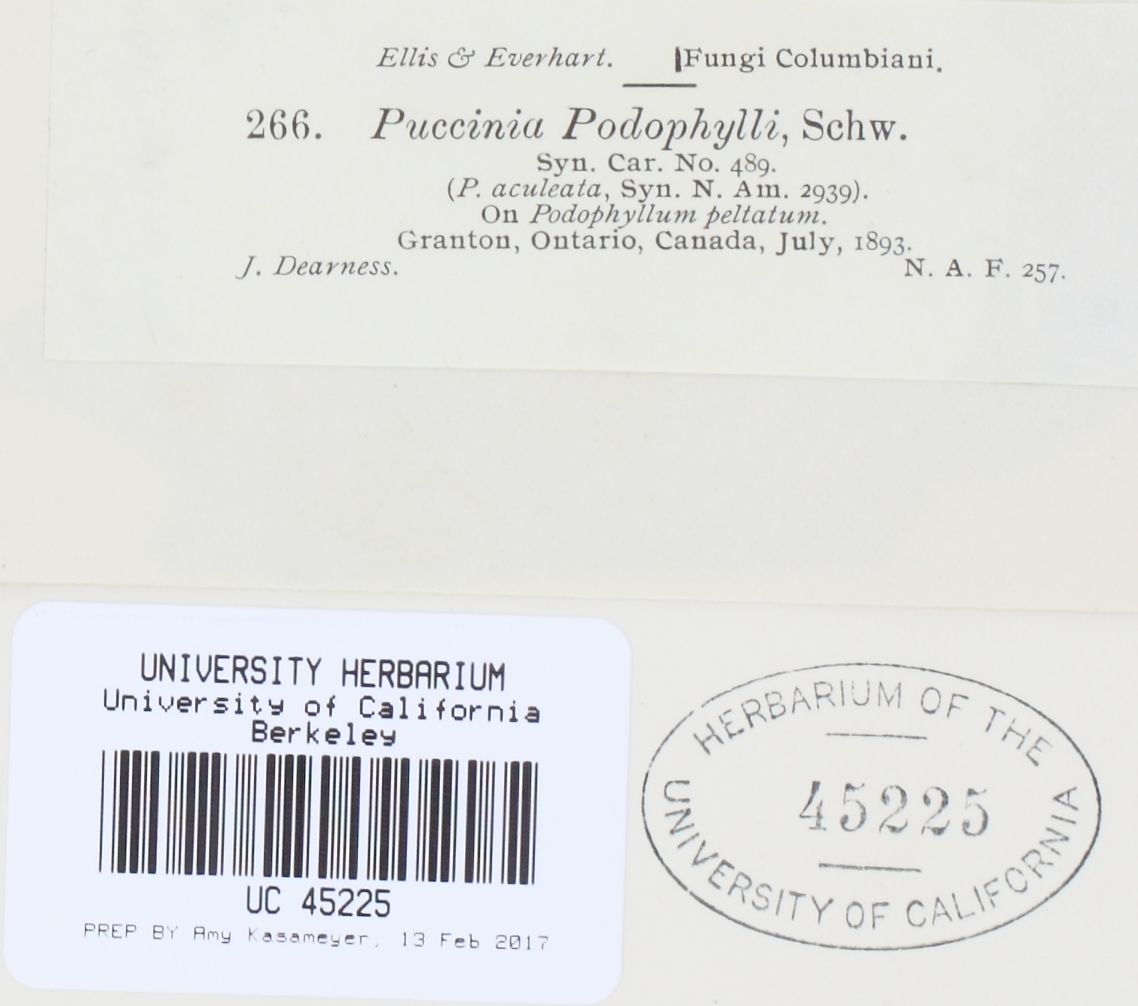 Ellis & Everhart. Fungi Columbiani.
266. Puccinia Podophylli, Schw.
Syn. Car. No. 489.
(P. aculeata, Syn. N. Am. 2939).
On Podophyllum peltatum.
Granton, Ontario, Canada, July, 1893.
J. Dearness. N. A. F. 257.
UNIVERSITY HERBARIUM
University of California
Berkeley
UC 45225
PREP BY Amy Kasameyer, 13 Feb 2017
HERBARIUM OF THE
45225
UNIVERSITY OF CALIFORNIA